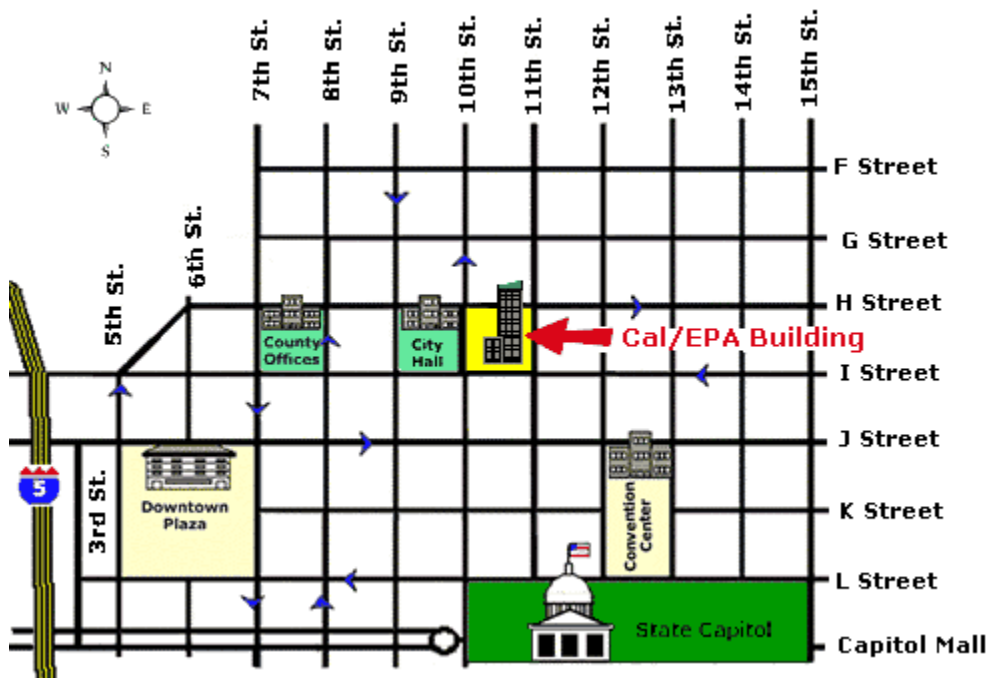 N
W E
S
7th St.
8th St.
9th St.
10th St.
11th St.
12th St.
13th St.
14th St.
15th St.
F Street
G Street
5th St.
6th St.
H Street
County
Offices
City
Hall
Cal/EPA Building
I Street
J Street
5
3rd St.
Downtown
Plaza
Convention
Center
K Street
L Street
State Capitol
Capitol Mall